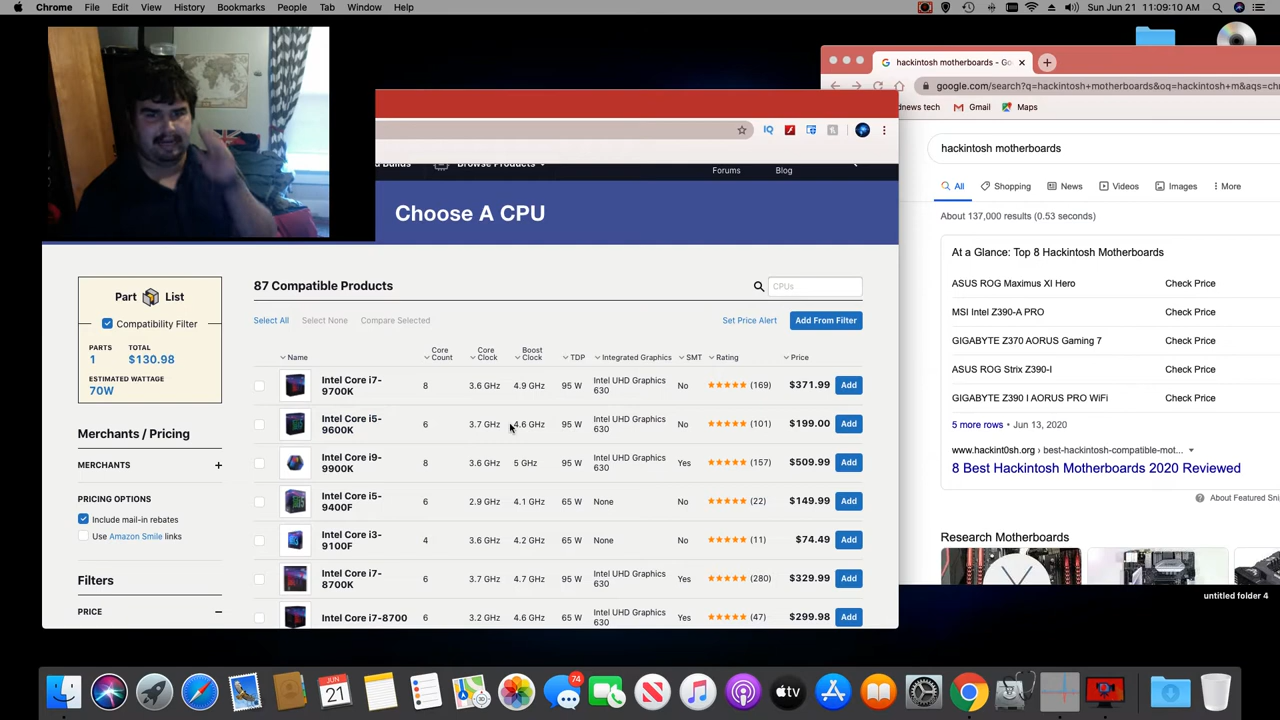 Chrome File Edit View History Bookmarks People Tab Window Help Sun Jun 21 11:09:10 AM
hackintosh motherboards - Go
google.com/search?q=hackintosh+motherboards&oq=hackintosh+m&aqs=chr
dnews tech Gmail Maps
hackintosh motherboards
All Shopping News Videos Images More
About 137,000 results (0.53 seconds)
At a Glance: Top 8 Hackintosh Motherboards
ASUS ROG Maximus XI Hero Check Price
MSI Intel Z390-A PRO Check Price
GIGABYTE Z370 AORUS Gaming 7 Check Price
ASUS ROG Strix Z390-I Check Price
GIGABYTE Z390 I AORUS PRO WiFi Check Price
5 more rows • Jun 13, 2020
www.hackint0sh.org › best-hackintosh-compatible-mot...
8 Best Hackintosh Motherboards 2020 Reviewed
About Featured Sni
Research Motherboards
untitled folder 4
Builds Browse Products
Forums Blog
Choose A CPU
Part List
Compatibility Filter
PARTS TOTAL
1 $130.98
ESTIMATED WATTAGE
70W
Merchants / Pricing
MERCHANTS +
PRICING OPTIONS
Include mail-in rebates
Use Amazon Smile links
Filters
PRICE
87 Compatible Products CPUs
Select All Select None Compare Selected Set Price Alert Add From Filter
Name Core Count Core Clock Boost Clock TDP Integrated Graphics SMT Rating Price
Intel Core i7-9700K 8 3.6 GHz 4.9 GHz 95 W Intel UHD Graphics 630 No (169) $371.99 Add
Intel Core i5-9600K 6 3.7 GHz 4.6 GHz 95 W Intel UHD Graphics 630 No (101) $199.00 Add
Intel Core i9-9900K 8 3.6 GHz 5 GHz 95 W Intel UHD Graphics 630 Yes (157) $509.99 Add
Intel Core i5-9400F 6 2.9 GHz 4.1 GHz 65 W None No (22) $149.99 Add
Intel Core i3-9100F 4 3.6 GHz 4.2 GHz 65 W None No (11) $74.49 Add
Intel Core i7-8700K 6 3.7 GHz 4.7 GHz 95 W Intel UHD Graphics 630 Yes (280) $329.99 Add
Intel Core i7-8700 6 3.2 GHz 4.6 GHz 65 W Intel UHD Graphics 630 Yes (47) $299.98 Add
JUN
21
74
tv